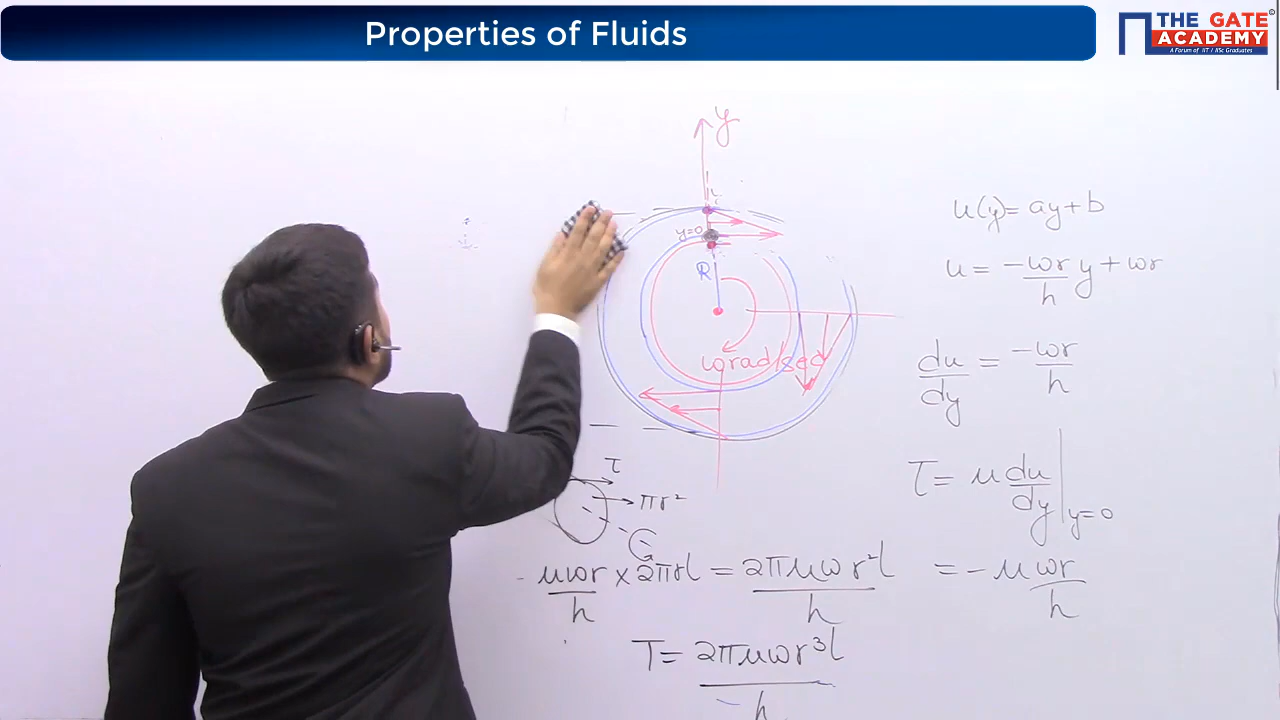 Properties of Fluids
THE GATE
ACADEMY
A Forum of IIT / IISc Graduates
y
y=0
R
ω rad/sec
u(y) = ay + b
u = -ωr/h y + ωr
du/dy = -ωr/h
τ = μ du/dy |y=0
= -μ ωr/h
τ
πr²
μωr/h × 2πrl = 2πμωr²l/h
T = 2πμωr³l/h